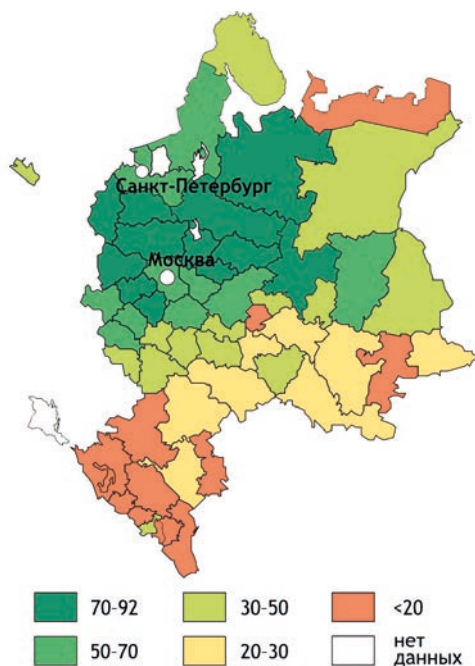 Санкт-Петербург
Москва
70-92
30-50
<20
50-70
20-30
нет
данных